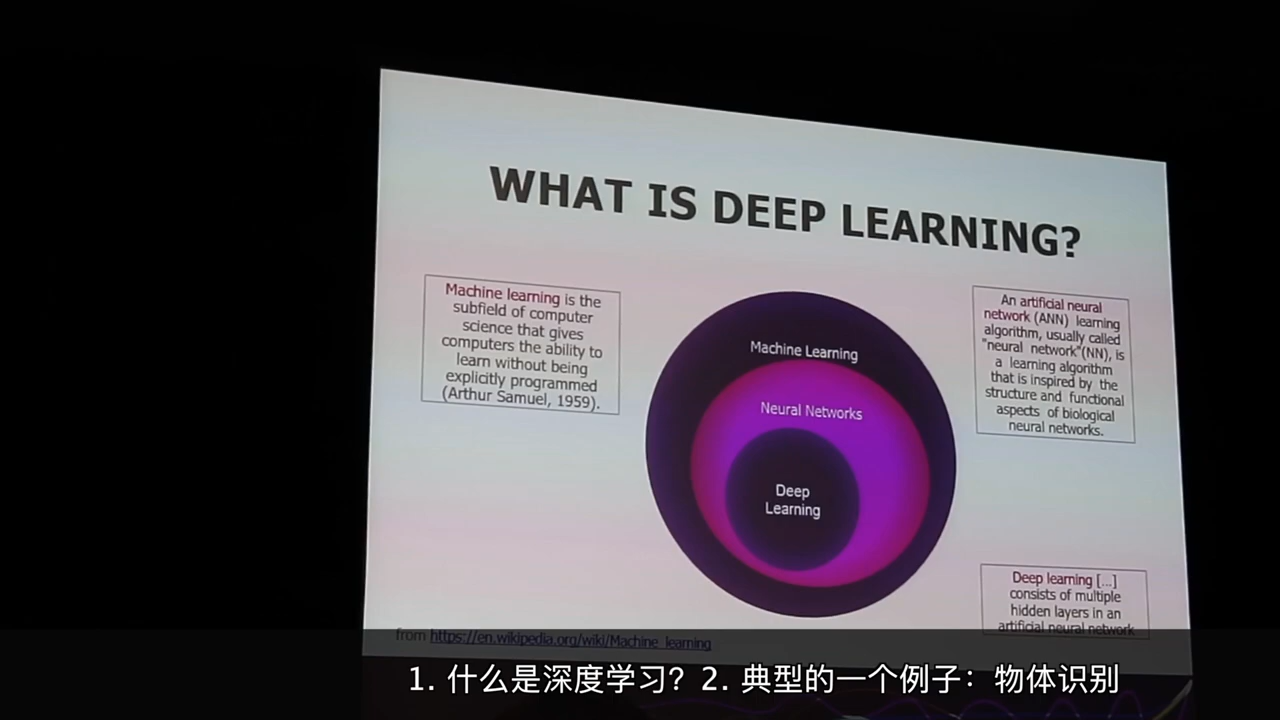 WHAT IS DEEP LEARNING?
Machine learning is the
subfield of computer
science that gives
computers the ability to
learn without being
explicitly programmed
(Arthur Samuel, 1959).
Machine Learning
Neural Networks
Deep
Learning
An artificial neural
network (ANN) learning
algorithm, usually called
"neural network"(NN), is
a learning algorithm
that is inspired by the
structure and functional
aspects of biological
neural networks.
Deep learning [...]
consists of multiple
hidden layers in an
artificial neural network
from https://en.wikipedia.org/wiki/Machine_learning
1. 什么是深度学习？2. 典型的一个例子：物体识别